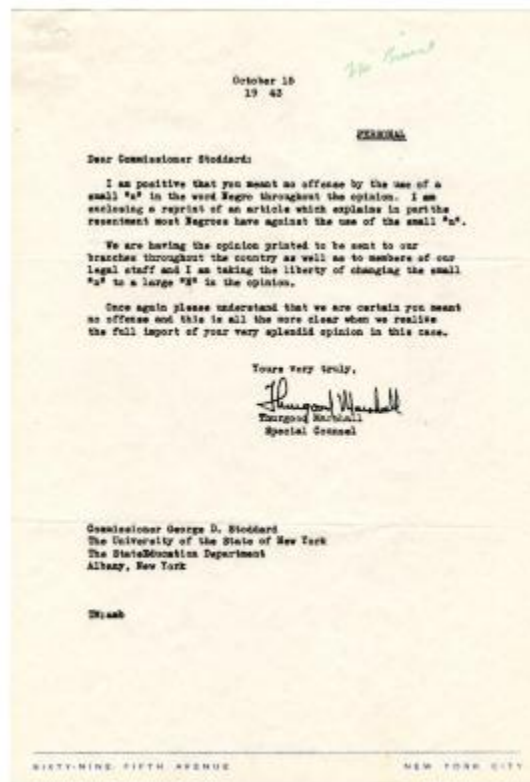 October 15
19 43
PERSONAL
Dear Commissioner Stoddard:
I am positive that you meant no offense by the use of a
small "n" in the word Negro throughout the opinion. I am
enclosing a reprint of an article which explains in part the
resentment most Negroes have against the use of the small "n".
We are having the opinion printed to be sent to our
branches throughout the country as well as to members of our
legal staff and I am taking the liberty of changing the small
"n" to a large "N" in the opinion.
Once again please understand that we are certain you meant
no offense and this is all the more clear when we realize
the full import of your very splendid opinion in this case.
Yours very truly,
Thurgood Marshall
Thurgood Marshall
Special Counsel
Commissioner George D. Stoddard
The University of the State of New York
The StateEducation Department
Albany, New York
TM:amb
SIXTY-NINE FIFTH AVENUE NEW YORK CITY